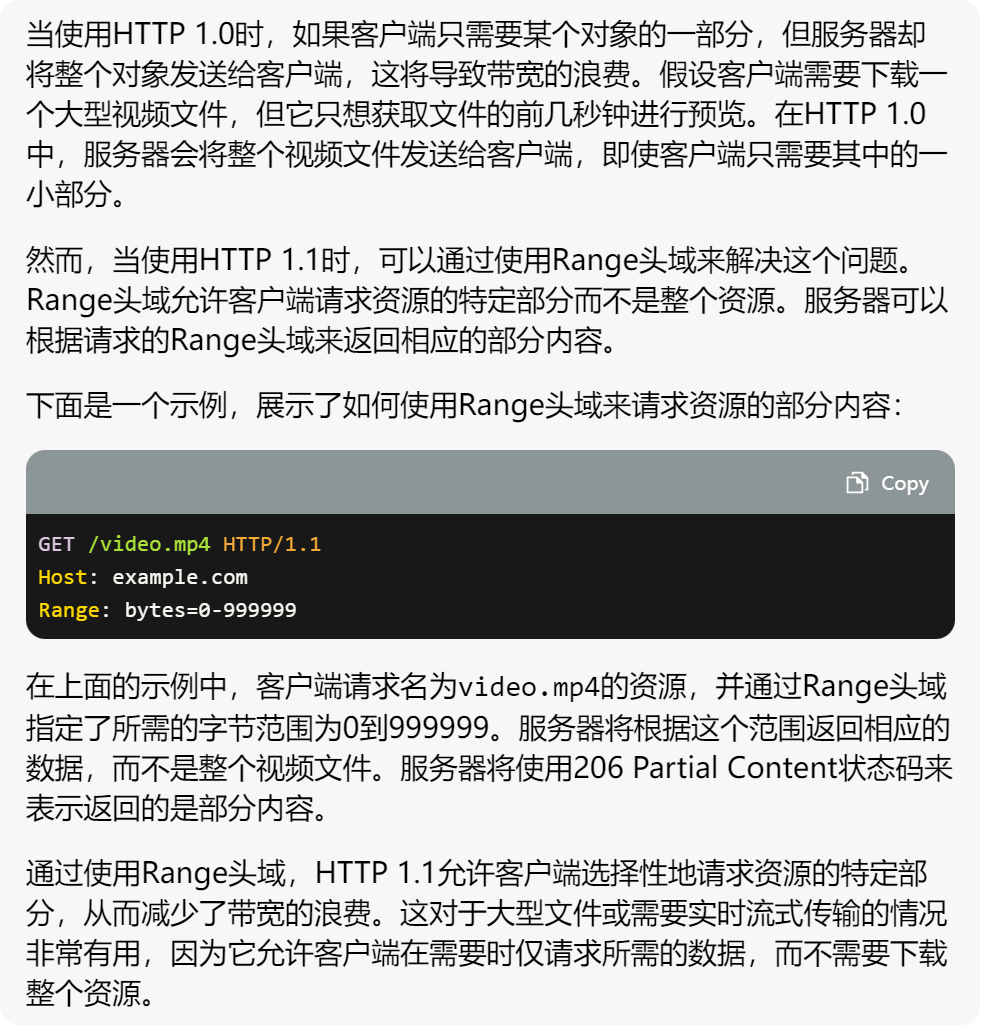 当使用HTTP 1.0时，如果客户端只需要某个对象的一部分，但服务器却
将整个对象发送给客户端，这将导致带宽的浪费。假设客户端需要下载一
个大型视频文件，但它只想获取文件的前几秒钟进行预览。在HTTP 1.0
中，服务器会将整个视频文件发送给客户端，即使客户端只需要其中的一
小部分。
然而，当使用HTTP 1.1时，可以通过使用Range头域来解决这个问题。
Range头域允许客户端请求资源的特定部分而不是整个资源。服务器可以
根据请求的Range头域来返回相应的部分内容。
下面是一个示例，展示了如何使用Range头域来请求资源的部分内容：
Copy
GET /video.mp4 HTTP/1.1
Host: example.com
Range: bytes=0-999999
在上面的示例中，客户端请求名为video.mp4的资源，并通过Range头域
指定了所需的字节范围为0到999999。服务器将根据这个范围返回相应的
数据，而不是整个视频文件。服务器将使用206 Partial Content状态码来
表示返回的是部分内容。
通过使用Range头域，HTTP 1.1允许客户端选择性地请求资源的特定部
分，从而减少了带宽的浪费。这对于大型文件或需要实时流式传输的情况
非常有用，因为它允许客户端在需要时仅请求所需的数据，而不需要下载
整个资源。